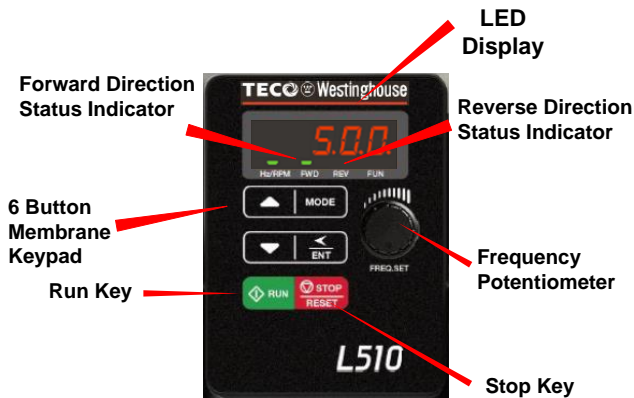 LED
Display
Forward Direction
Status Indicator
TECO Westinghouse
Reverse Direction
Status Indicator
5.0.0.
Hz/RPM FWD REV FUN
6 Button
Membrane
Keypad
MODE
ENT
FREQ.SET
Frequency
Potentiometer
Run Key
RUN
STOP
RESET
L510
Stop Key